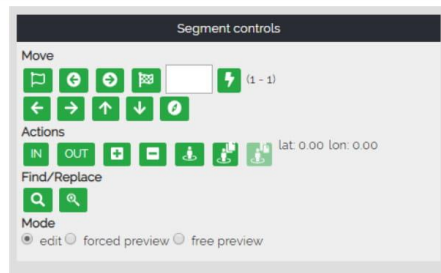 Segment controls
Move
(1 - 1)
Actions
IN OUT lat: 0.00 lon: 0.00
Find/Replace
Mode
edit forced preview free preview